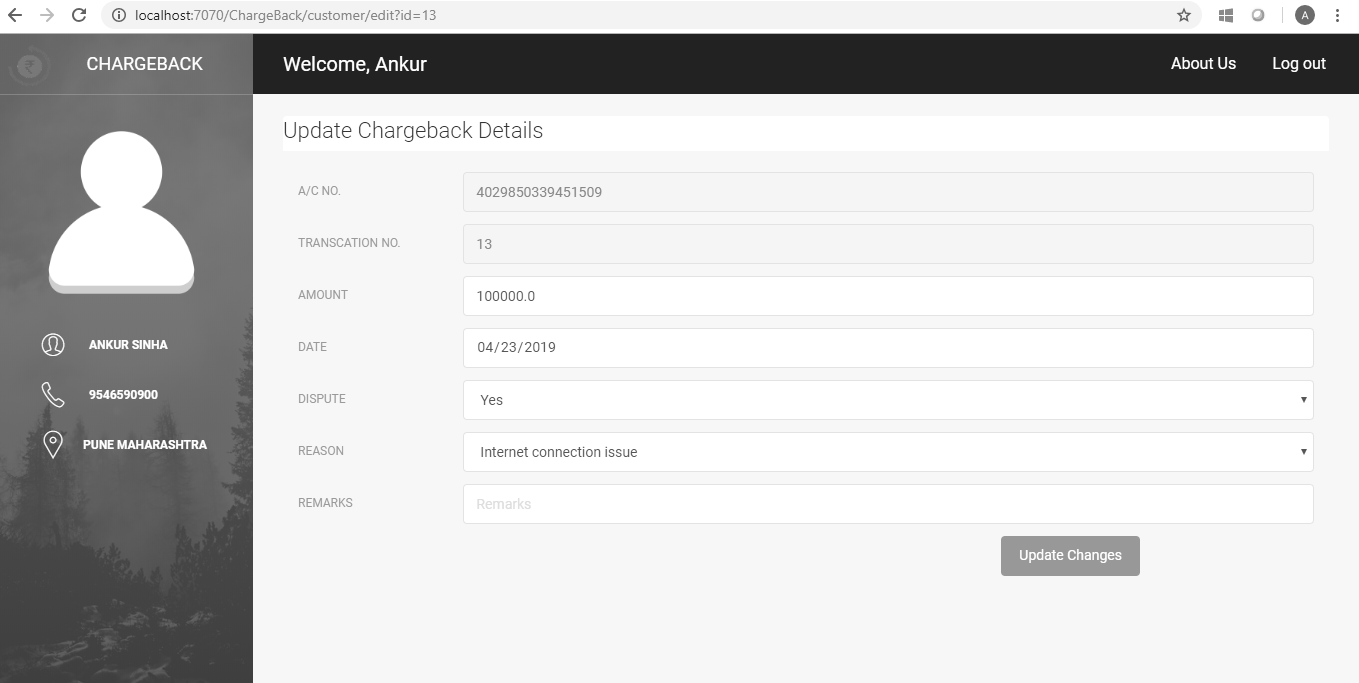 localhost:7070/ChargeBack/customer/edit?id=13
A
₹
CHARGEBACK
Welcome, Ankur
About Us
Log out
Update Chargeback Details
A/C NO.
4029850339451509
TRANSCATION NO.
13
AMOUNT
100000.0
DATE
04/23/2019
DISPUTE
Yes
REASON
Internet connection issue
REMARKS
Remarks
Update Changes
ANKUR SINHA
9546590900
PUNE MAHARASHTRA